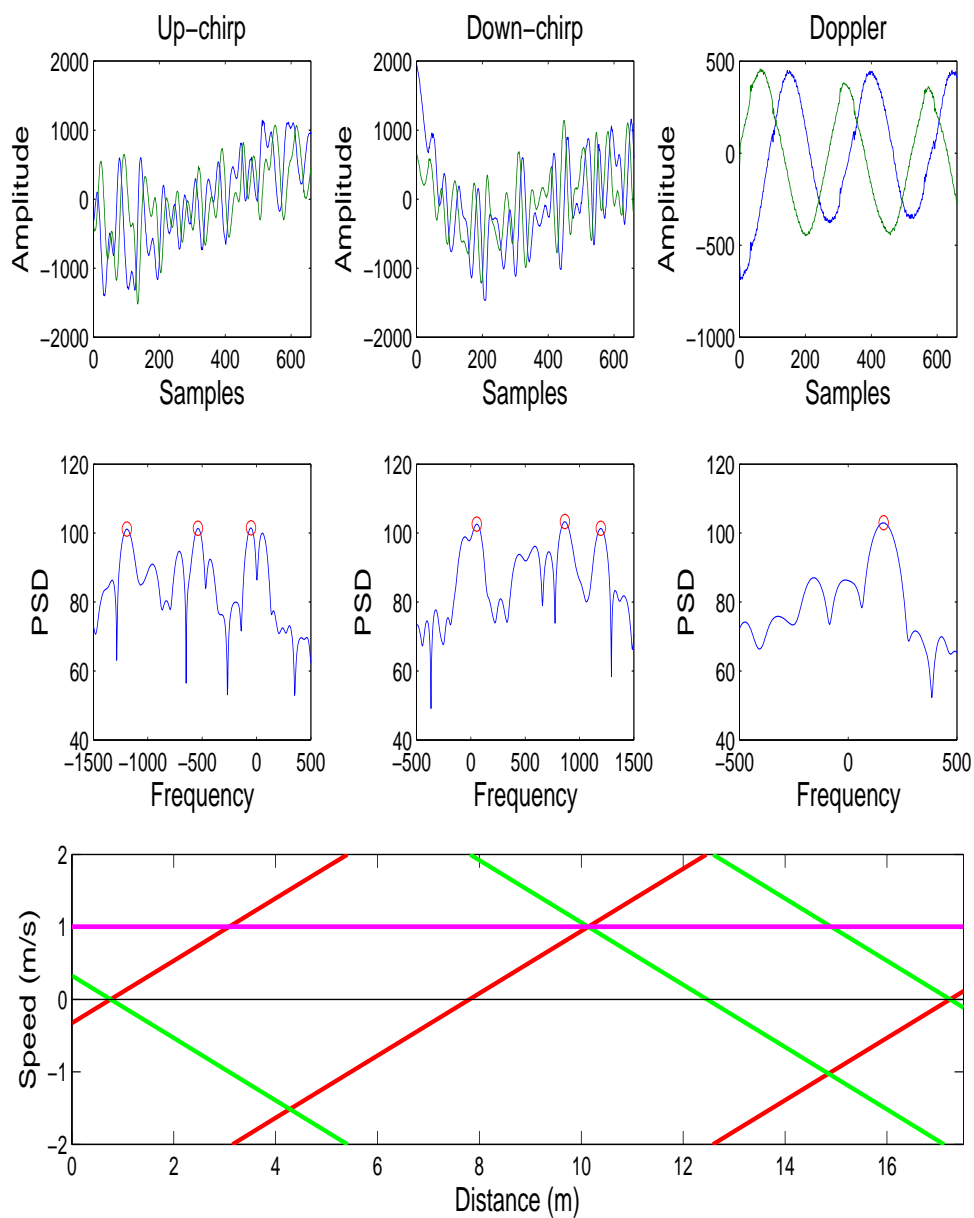 Up−chirp
Down−chirp
Doppler
2000
1000
0
−1000
−2000
Amplitude
0 200 400 600
Samples
2000
1000
0
−1000
−2000
Amplitude
0 200 400 600
Samples
500
0
−500
−1000
Amplitude
0 200 400 600
Samples
120
100
80
60
40
PSD
−1500 −1000 −500 0 500
Frequency
120
100
80
60
40
PSD
−500 0 500 1000 1500
Frequency
120
100
80
60
40
PSD
−500 0 500
Frequency
2
1
0
−1
−2
Speed (m/s)
0 2 4 6 8 10 12 14 16
Distance (m)